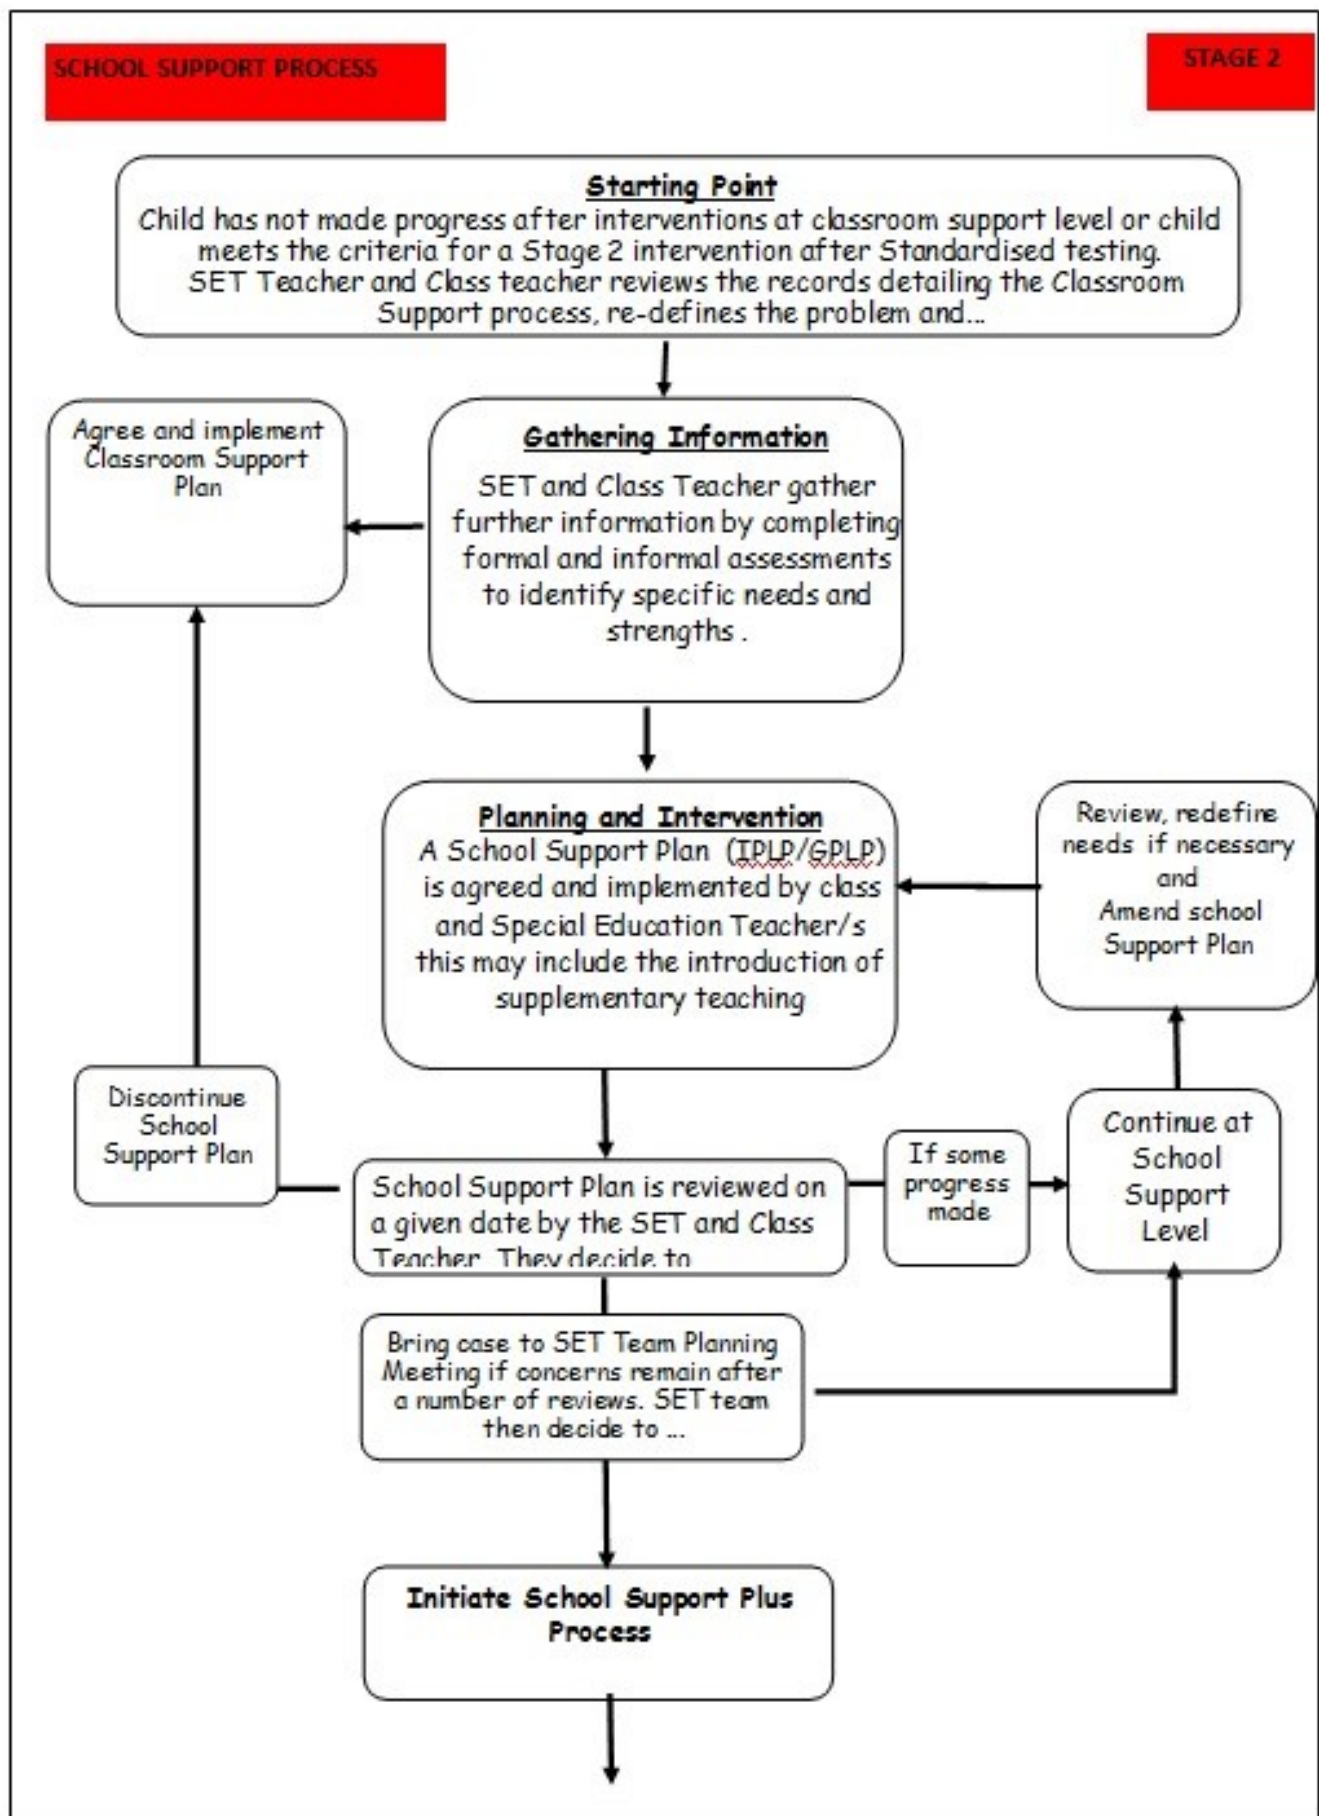 SCHOOL SUPPORT PROCESS
STAGE 2
Starting Point
Child has not made progress after interventions at classroom support level or child
meets the criteria for a Stage 2 intervention after Standardised testing.
SET Teacher and Class teacher reviews the records detailing the Classroom
Support process, re-defines the problem and...
Agree and implement
Classroom Support
Plan
Gathering Information
SET and Class Teacher gather
further information by completing
formal and informal assessments
to identify specific needs and
strengths .
Planning and Intervention
A School Support Plan (IPLP/GPLP)
is agreed and implemented by class
and Special Education Teacher/s
this may include the introduction of
supplementary teaching
Review, redefine
needs if necessary
and
Amend school
Support Plan
Discontinue
School
Support Plan
School Support Plan is reviewed on
a given date by the SET and Class
Teacher. They decide to
If some
progress
made
Continue at
School
Support
Level
Bring case to SET Team Planning
Meeting if concerns remain after
a number of reviews. SET team
then decide to ...
Initiate School Support Plus
Process